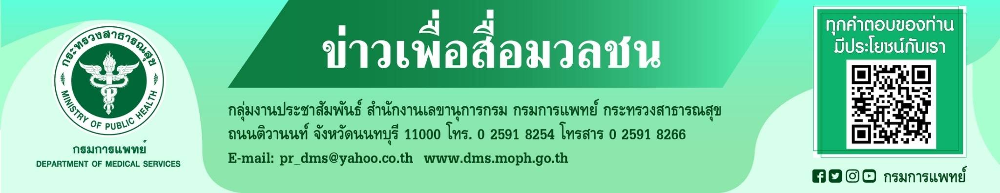 กระทรวงสาธารณสุข
MINISTRY OF PUBLIC HEALTH
กรมการแพทย์
DEPARTMENT OF MEDICAL SERVICES
ข่าวเพื่อสื่อมวลชน
กลุ่มงานประชาสัมพันธ์ สำนักงานเลขานุการกรม กรมการแพทย์ กระทรวงสาธารณสุข
ถนนติวานนท์ จังหวัดนนทบุรี 11000 โทร. 0 2591 8254 โทรสาร 0 2591 8266
E-mail: pr_dms@yahoo.co.th www.dms.moph.go.th
ทุกคำตอบของท่าน
มีประโยชน์กับเรา
กรมการแพทย์